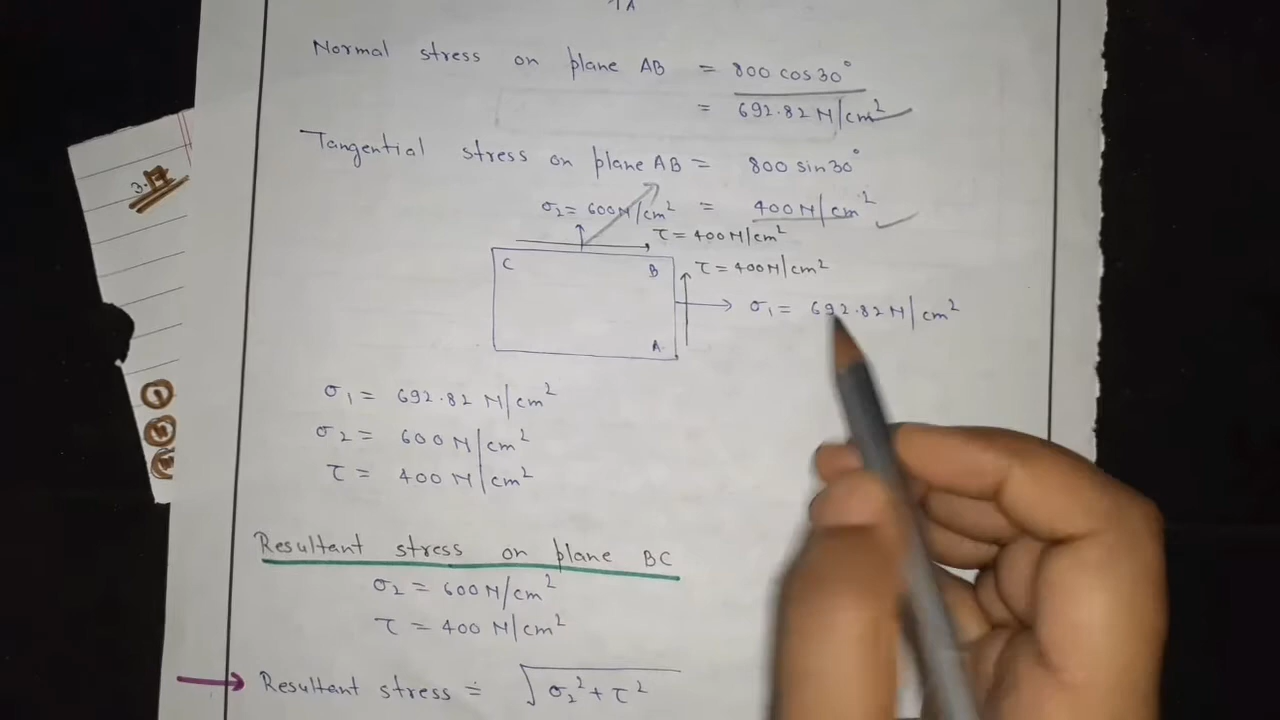 Normal stress on plane AB = 800 cos 30°
= 692.82 N/cm²
Tangential stress on plane AB = 800 sin 30°
= 400 N/cm²
σ₂ = 600 N/cm²
τ = 400 N/cm²
C B τ = 400 N/cm²
σ₁ = 692.82 N/cm²
A
σ₁ = 692.82 N/cm²
σ₂ = 600 N/cm²
τ = 400 N/cm²
Resultant stress on plane BC
σ₂ = 600 N/cm²
τ = 400 N/cm²
Resultant stress = √σ₂² + τ²
3.17